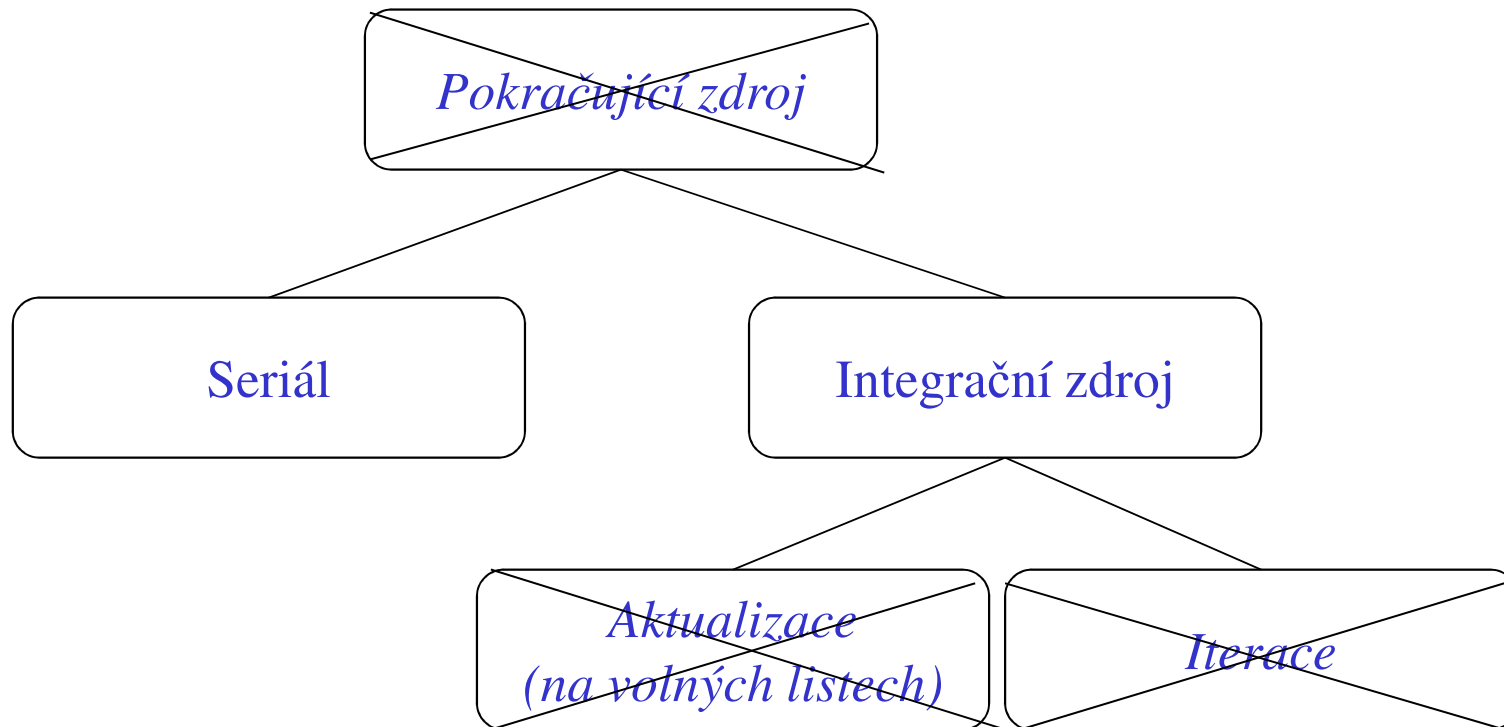 Pokračující zdroj
Seriál
Integrační zdroj
Aktualizace
(na volných listech)
Iterace